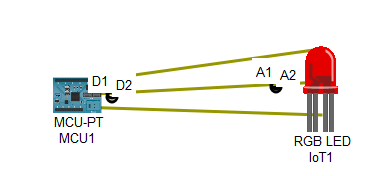 D1
D2
A1
A2
MCU-PT
MCU1
RGB LED
IoT1